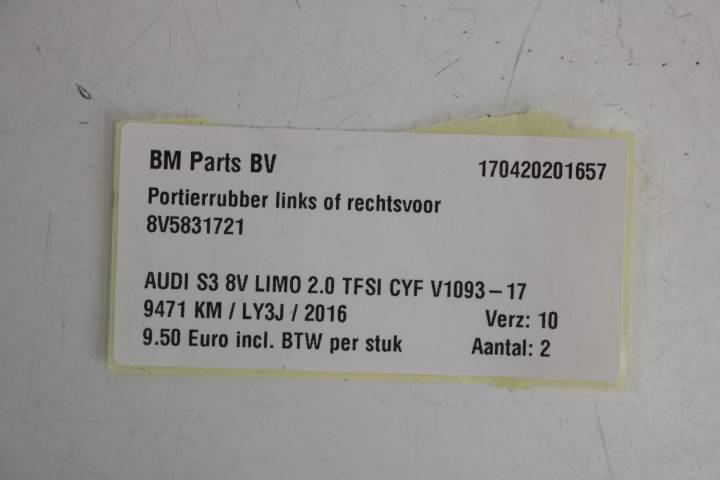 BM Parts BV 170420201657
Portierrubber links of rechtsvoor
8V5831721
AUDI S3 8V LIMO 2.0 TFSI CYF V1093-17
9471 KM / LY3J / 2016 Verz: 10
9.50 Euro incl. BTW per stuk Aantal: 2